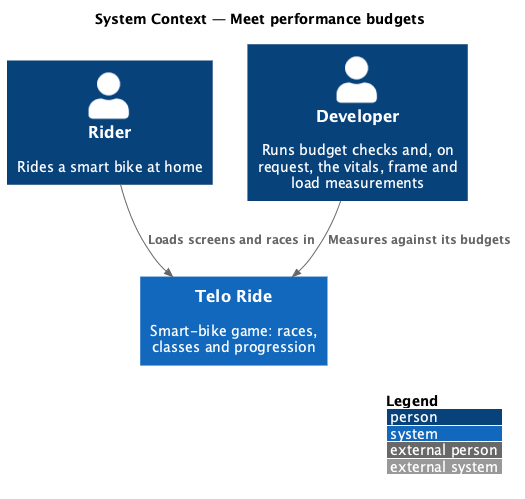 System Context — Meet performance budgets
Rider
Rides a smart bike at home
Developer
Runs budget checks and, on
request, the vitals, frame and
load measurements
Loads screens and races in
Measures against its budgets
Telo Ride
Smart-bike game: races,
classes and progression
Legend
person
system
external person
external system